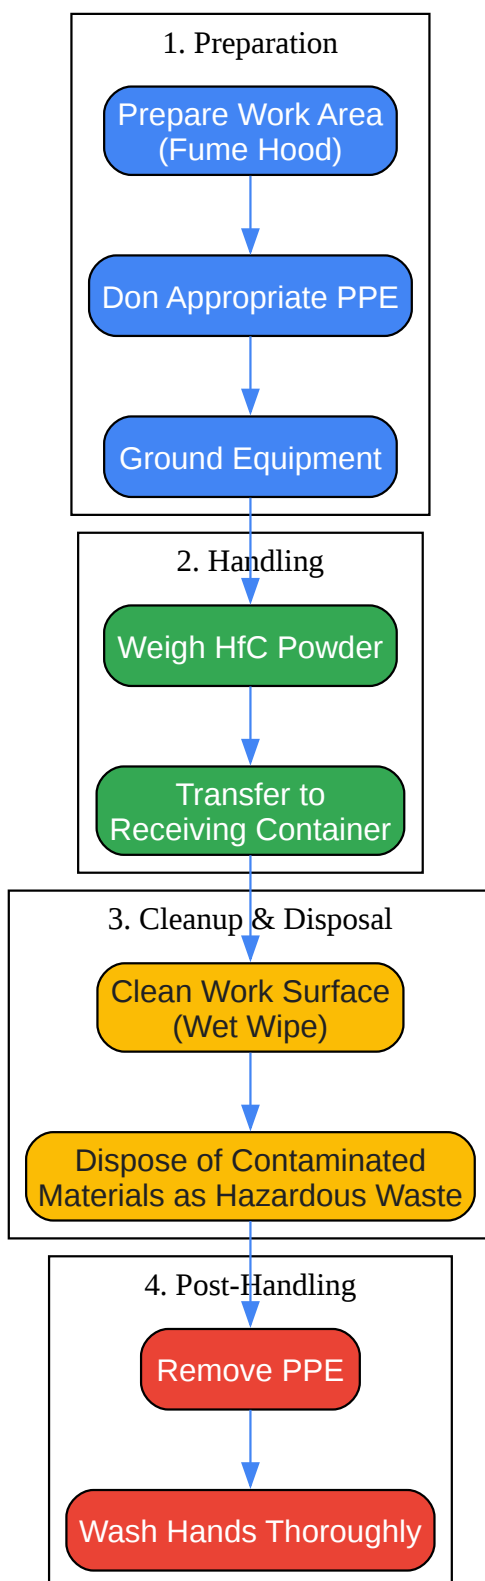 1. Preparation
Prepare Work Area
(Fume Hood)
Don Appropriate PPE
Ground Equipment
2. Handling
Weigh HfC Powder
Transfer to
Receiving Container
3. Cleanup & Disposal
Clean Work Surface
(Wet Wipe)
Dispose of Contaminated
Materials as Hazardous Waste
4. Post-Handling
Remove PPE
Wash Hands Thoroughly